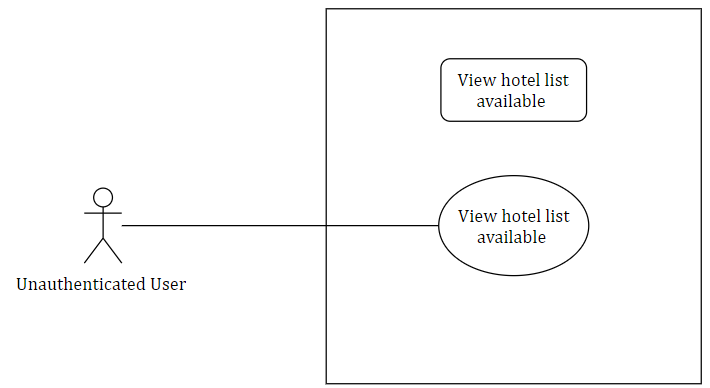 View hotel list
available
View hotel list
available
Unauthenticated User